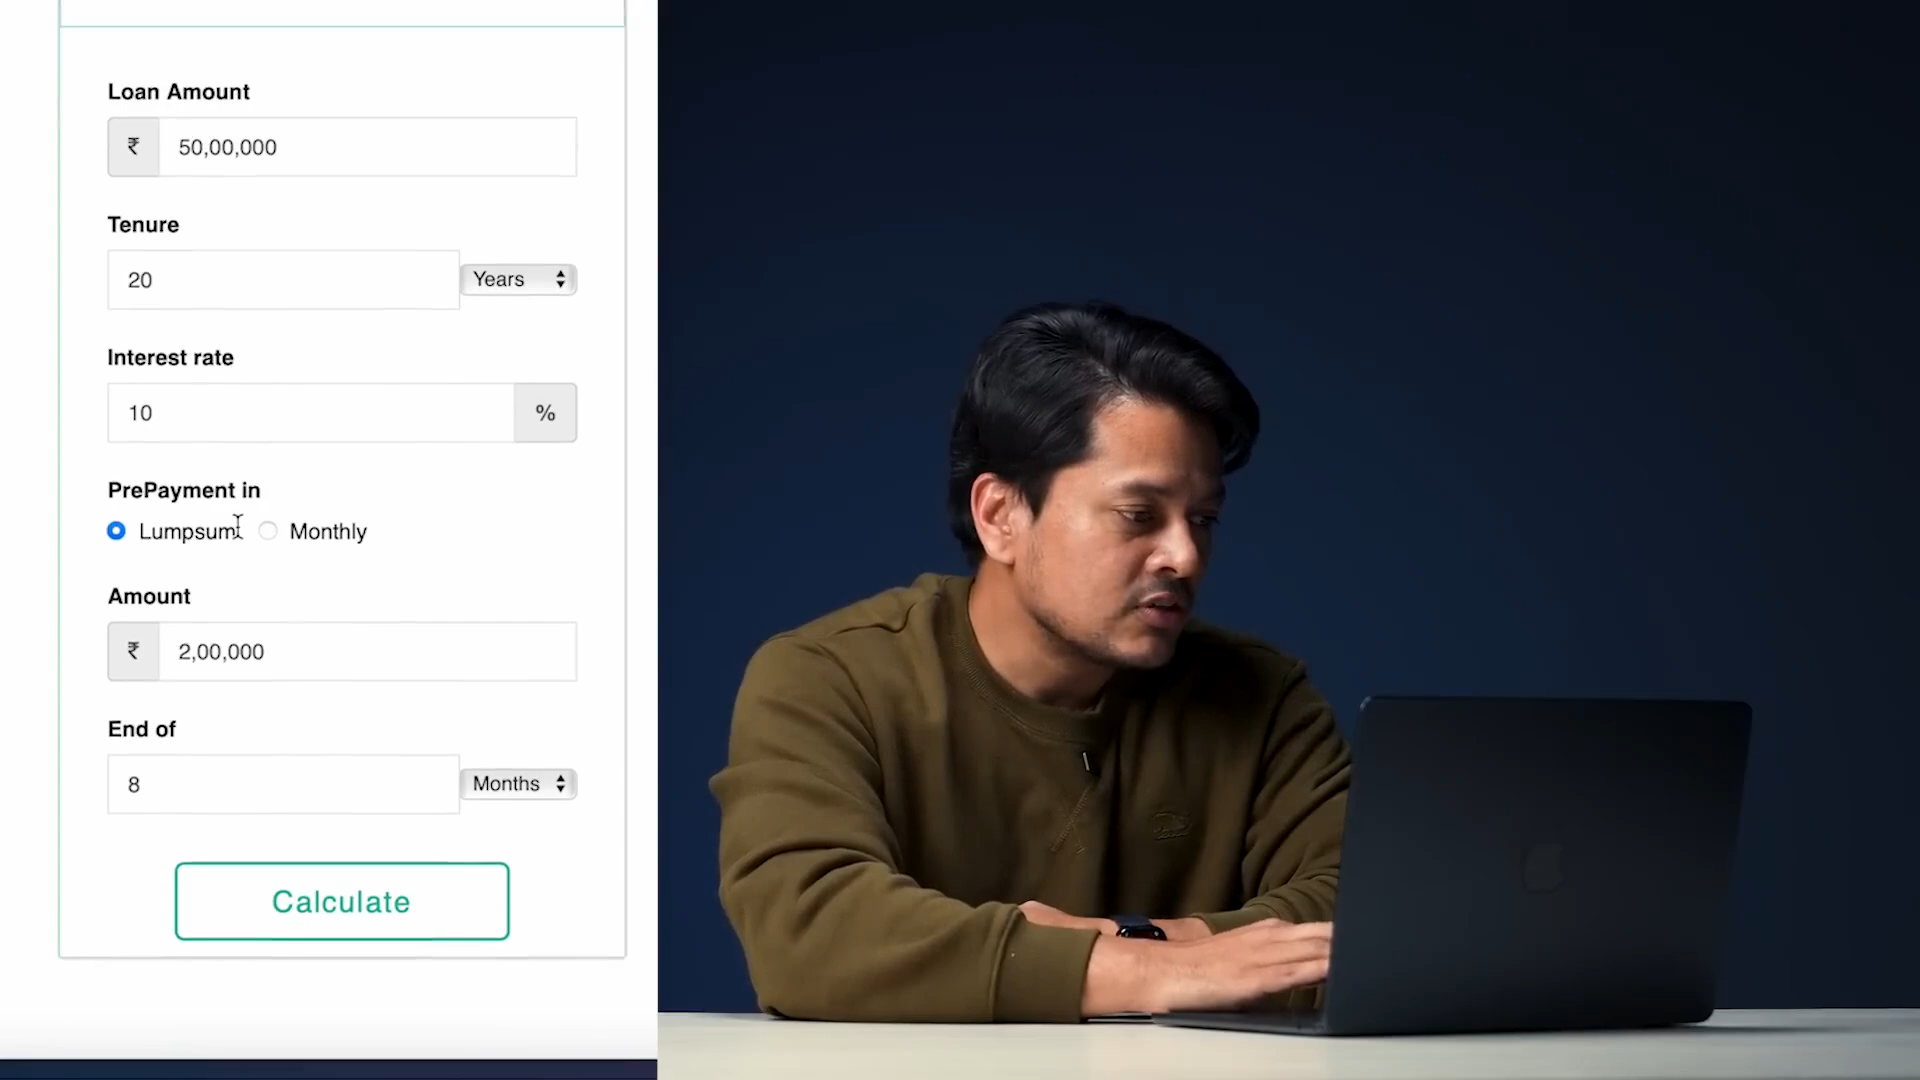 Loan Amount
₹ 50,00,000
Tenure
20 Years
Interest rate
10 %
PrePayment in
Lumpsum Monthly
Amount
₹ 2,00,000
End of
8 Months
Calculate